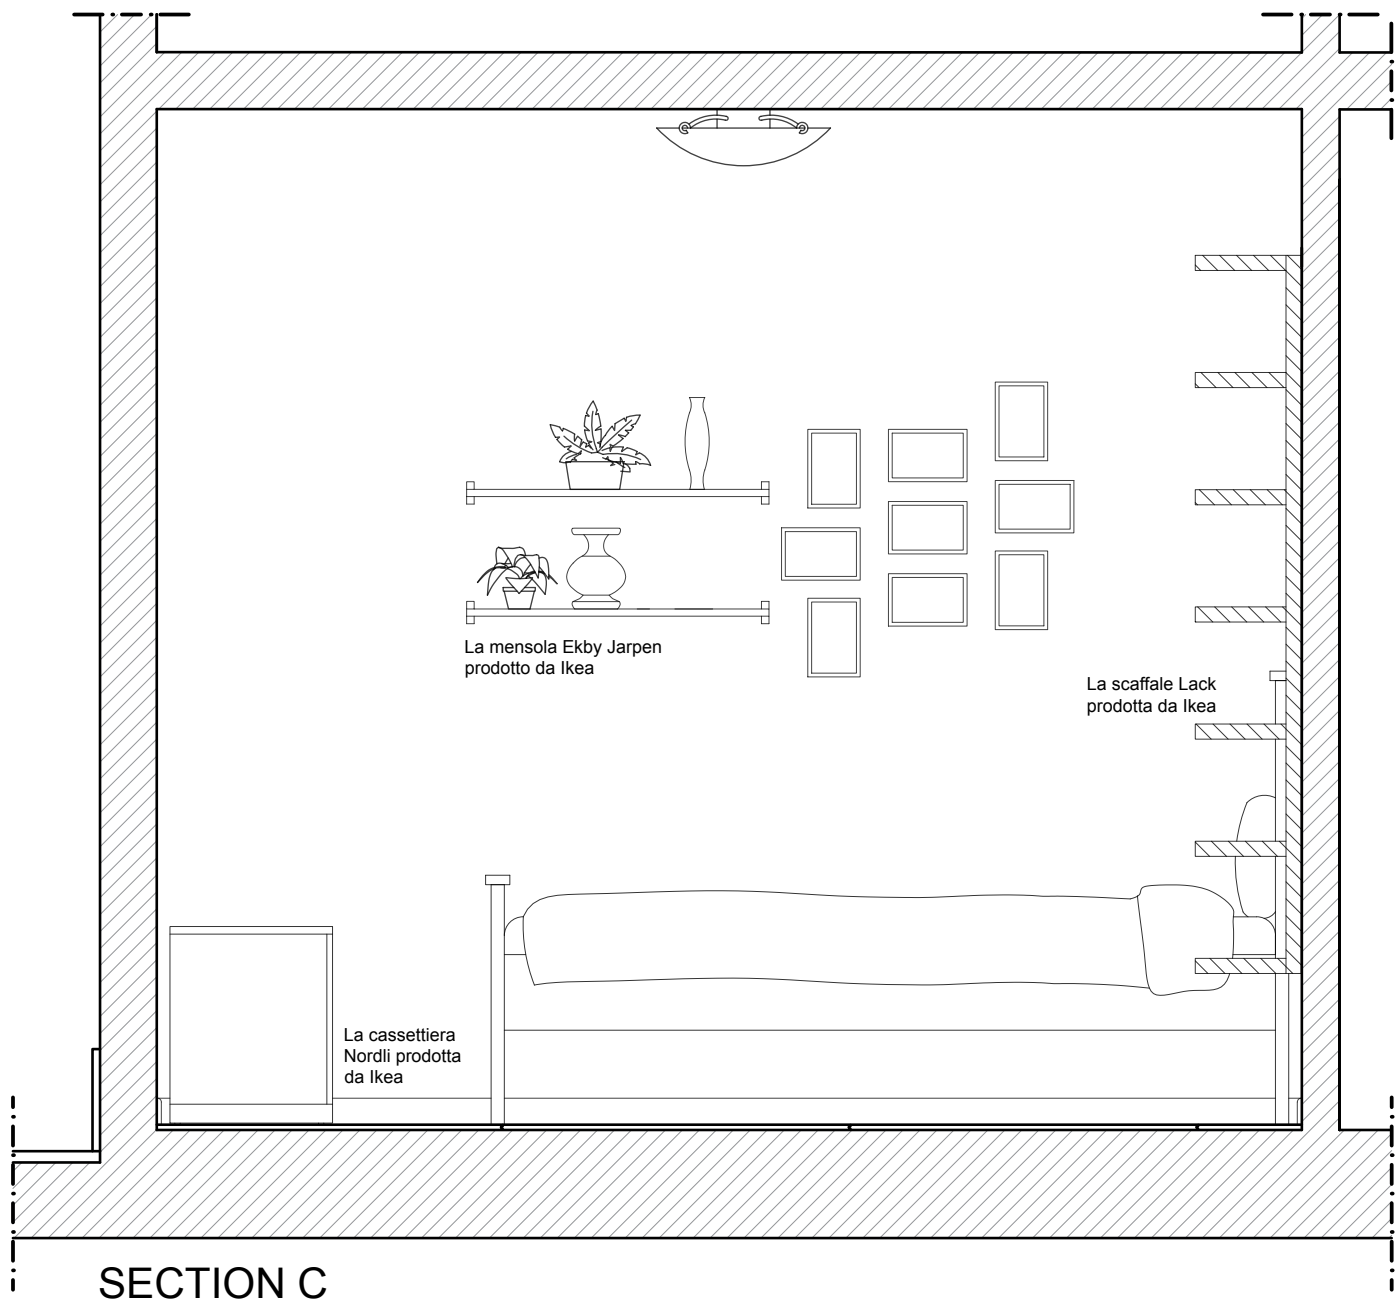 La mensola Ekby Jarpen
prodotto da Ikea
La scaffale Lack
prodotta da Ikea
La cassettiera
Nordli prodotta
da Ikea
SECTION C